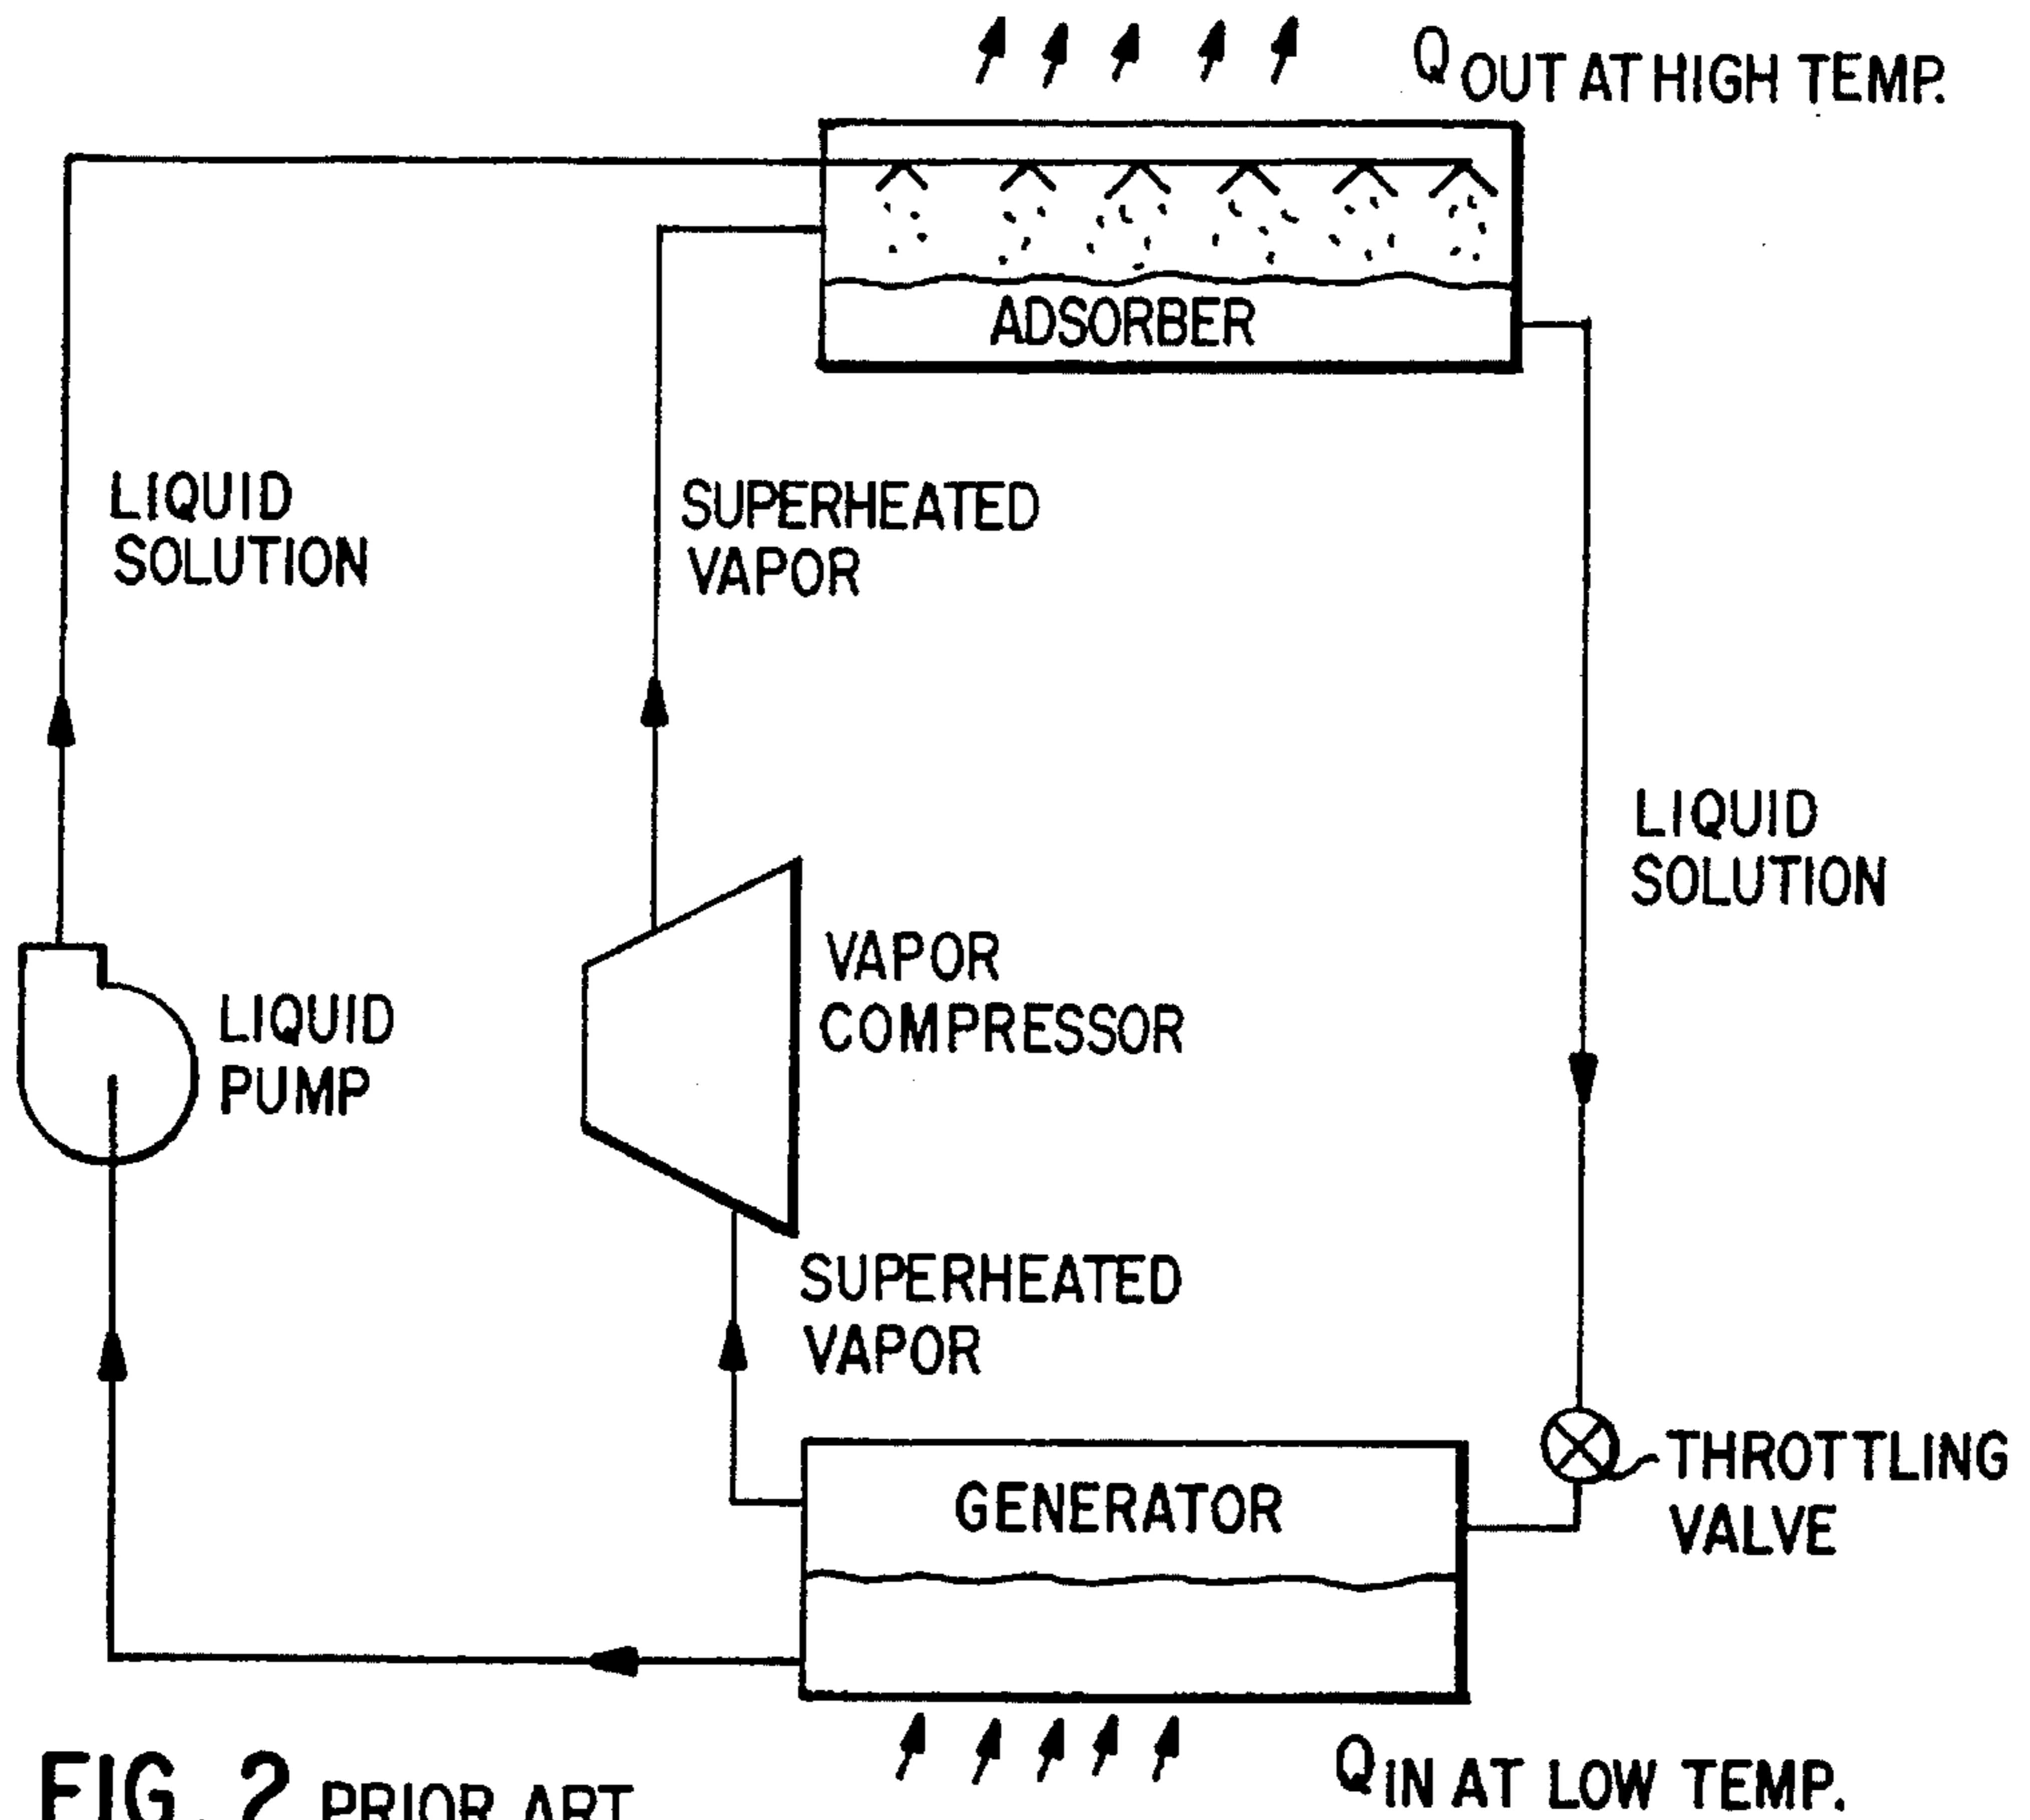 Q OUT AT HIGH TEMP.
ADSORBER
LIQUID
SOLUTION
SUPERHEATED
VAPOR
LIQUID
SOLUTION
VAPOR
COMPRESSOR
LIQUID
PUMP
SUPERHEATED
VAPOR
THROTTLING
VALVE
GENERATOR
Q IN AT LOW TEMP.
FIG. 2 PRIOR ART